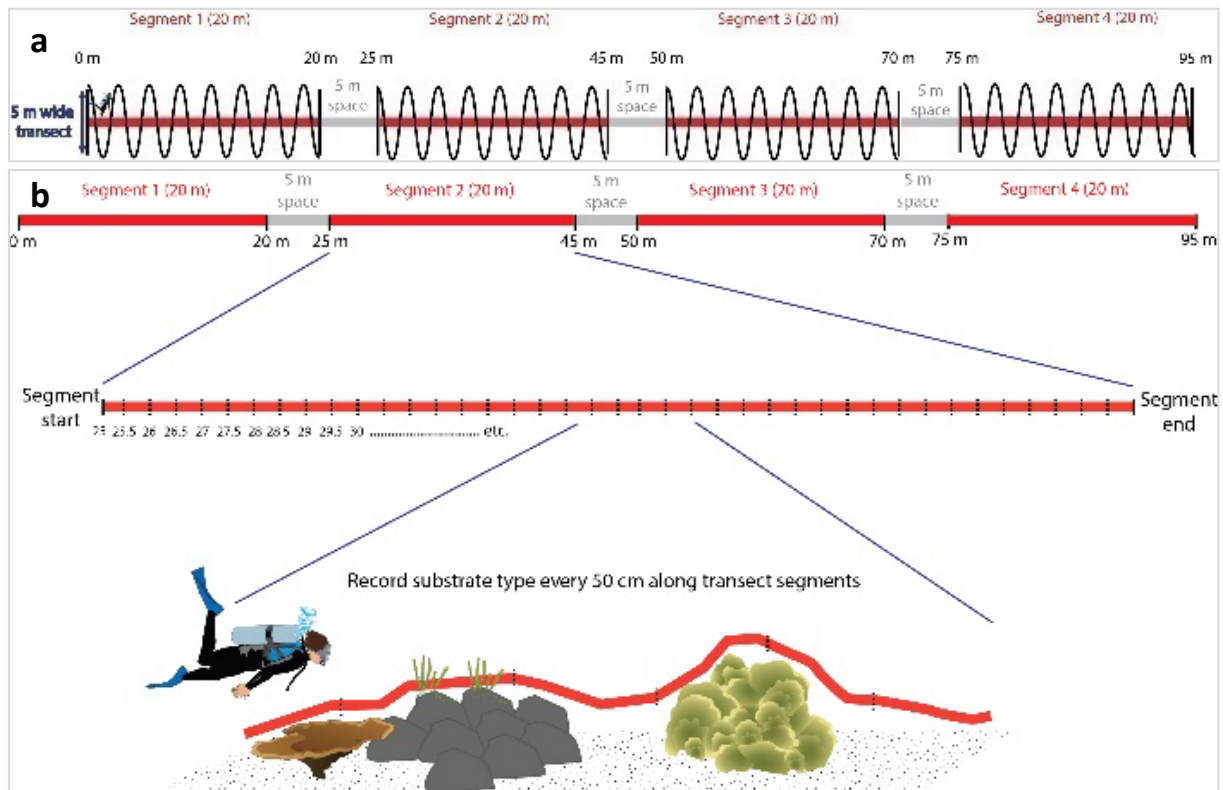 a
Segment 1 (20 m) Segment 2 (20 m) Segment 3 (20 m) Segment 4 (20 m)
0 m 20 m 25 m 45 m 50 m 70 m 75 m 95 m
5 m wide
transect
5 m
space
5 m
space
5 m
space
b
Segment 1 (20 m) Segment 2 (20 m) Segment 3 (20 m) Segment 4 (20 m)
5 m
space
5 m
space
5 m
space
0 m 20 m 25 m 45 m 50 m 70 m 75 m 95 m
Segment
start
Segment
end
25 25.5 26 26.5 27 27.5 28 28.5 29 29.5 30 ........................ etc.
Record substrate type every 50 cm along transect segments